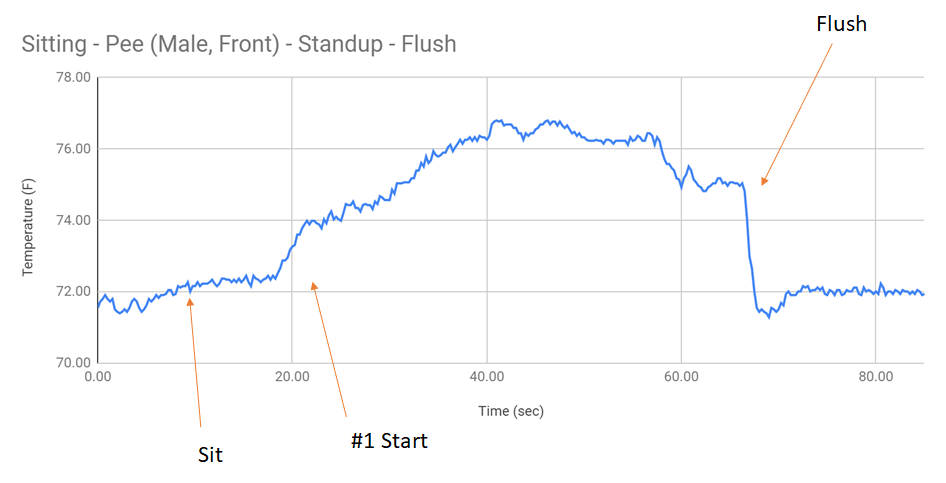 Flush
Sitting - Pee (Male, Front) - Standup - Flush
78.00
76.00
74.00
72.00
70.00
Temperature (F)
0.00 20.00 40.00 60.00 80.00
Time (sec)
Sit
#1 Start